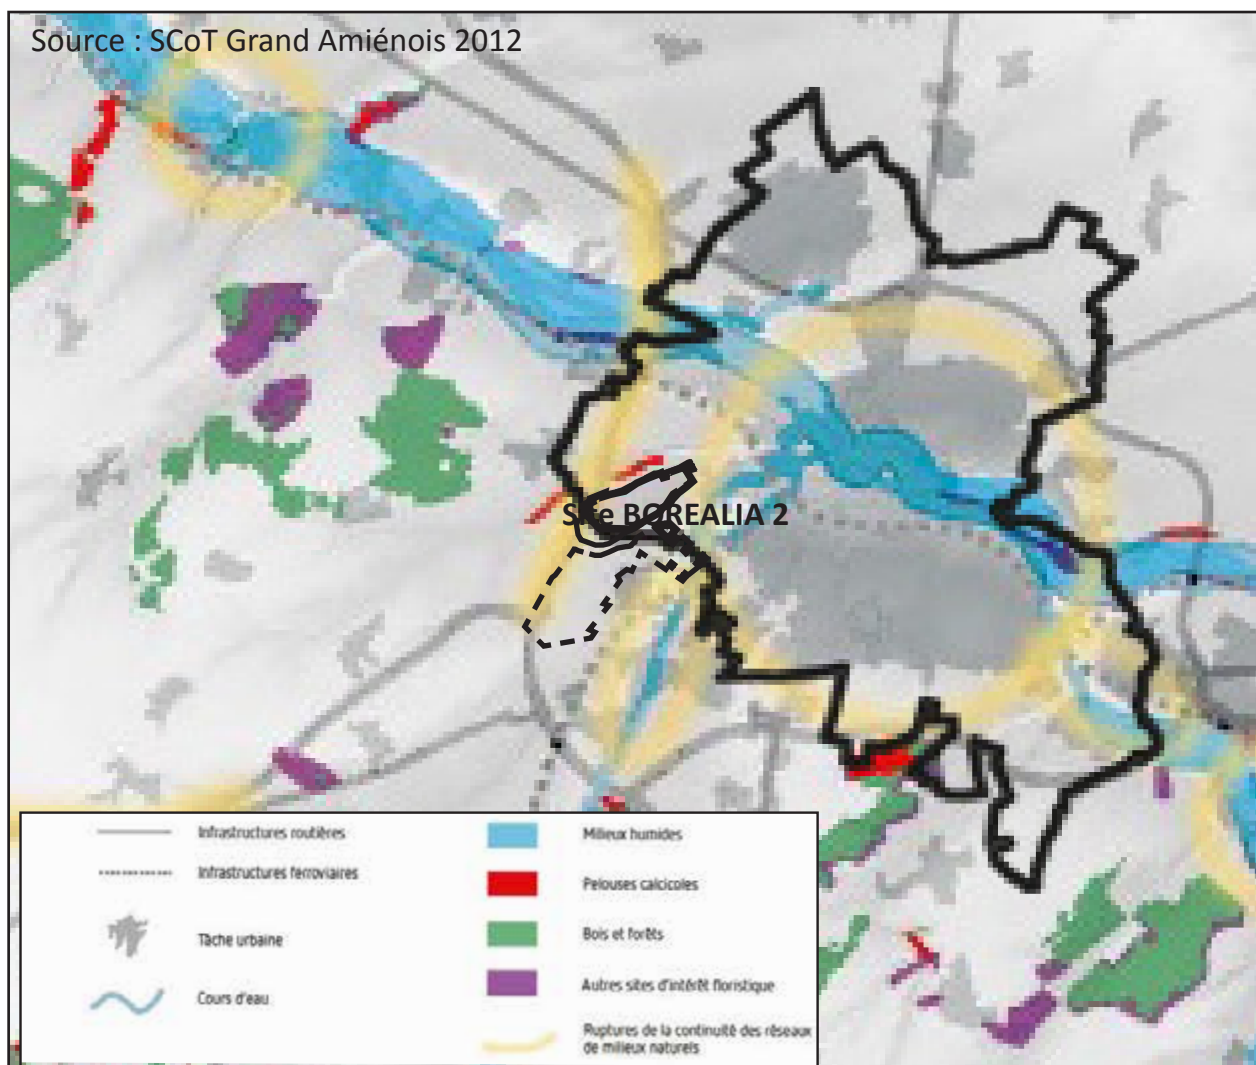 Source : SCoT Grand Amiénois 2012
Site BOREALIA 2
Infrastructures routières
Infrastructures ferroviaires
Tâche urbaine
Cours d'eau
Milieux humides
Pelouses calcicoles
Bois et forêts
Autres sites d'intérêt floristique
Ruptures de la continuité des réseaux
de milieux naturels